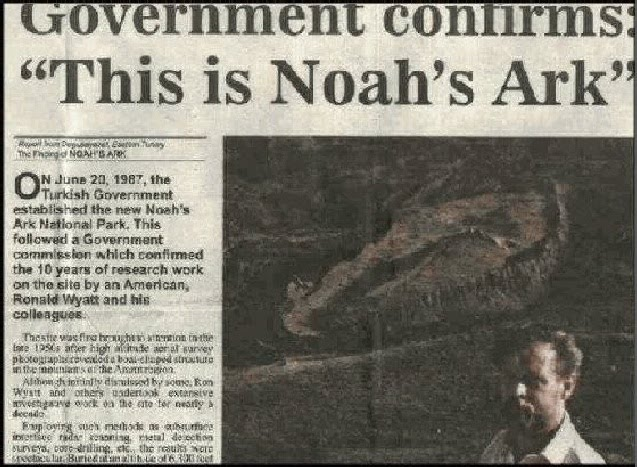 Government confirms:
“This is Noah’s Ark”
Report from Dogubayazit, Eastern Turkey
The Finding of NOAH'S ARK
ON June 20, 1987, the
Turkish Government
established the new Noah's
Ark National Park. This
followed a Government
commission which confirmed
the 10 years of research work
on the site by an American,
Ronald Wyatt and his
colleagues.
The site was first brought to attention in the
late 1950s after high altitude aerial survey
photographs revealed a boat-shaped structure
in the mountains of the Ararat region.
Although initially dismissed by some, Ron
Wyatt and others undertook extensive
investigative work on the site for nearly a
decade.
Employing such methods as subsurface
interface radar scanning, metal detection
surveys, core-drilling, etc., the results were
spectacular. Buried at an altitude of 6,300 feet